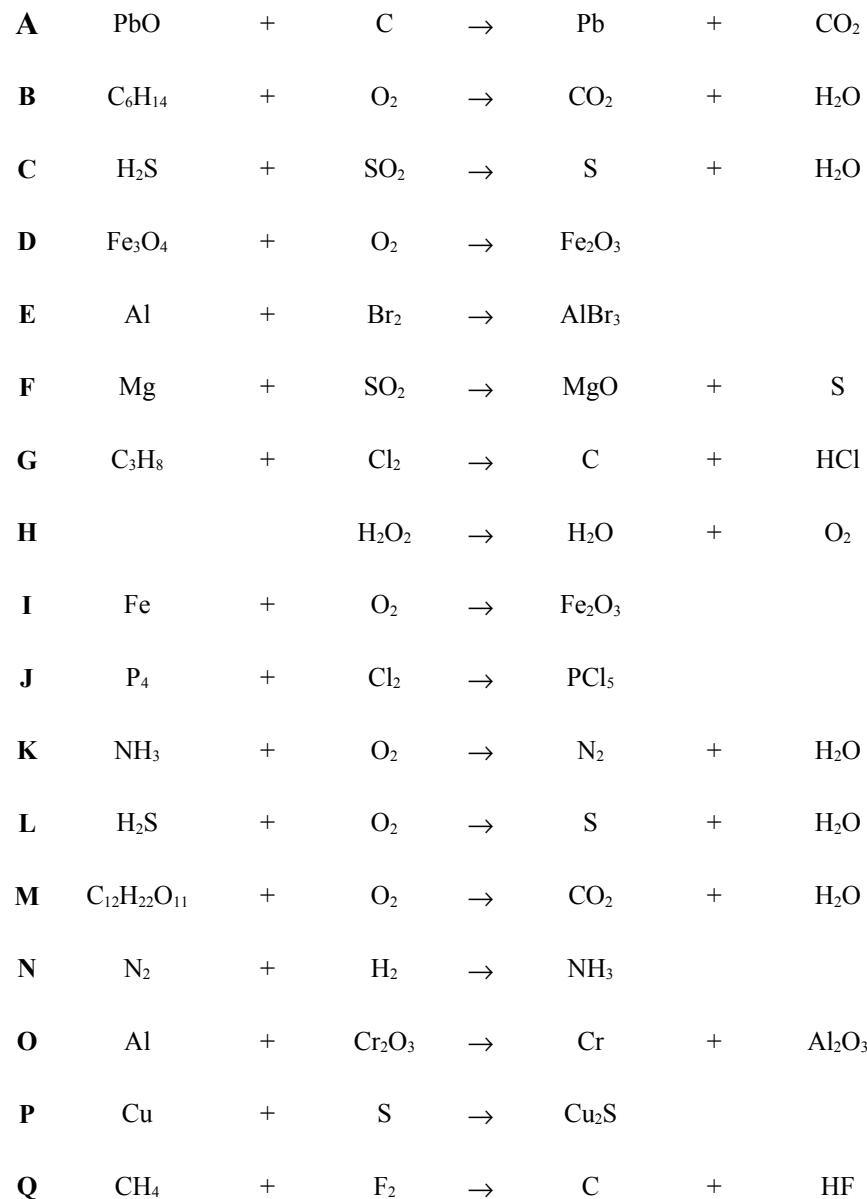 A PbO + C → Pb + CO₂
B C₆H₁₄ + O₂ → CO₂ + H₂O
C H₂S + SO₂ → S + H₂O
D Fe₃O₄ + O₂ → Fe₂O₃
E Al + Br₂ → AlBr₃
F Mg + SO₂ → MgO + S
G C₃H₈ + Cl₂ → C + HCl
H H₂O₂ → H₂O + O₂
I Fe + O₂ → Fe₂O₃
J P₄ + Cl₂ → PCl₅
K NH₃ + O₂ → N₂ + H₂O
L H₂S + O₂ → S + H₂O
M C₁₂H₂₂O₁₁ + O₂ → CO₂ + H₂O
N N₂ + H₂ → NH₃
O Al + Cr₂O₃ → Cr + Al₂O₃
P Cu + S → Cu₂S
Q CH₄ + F₂ → C + HF